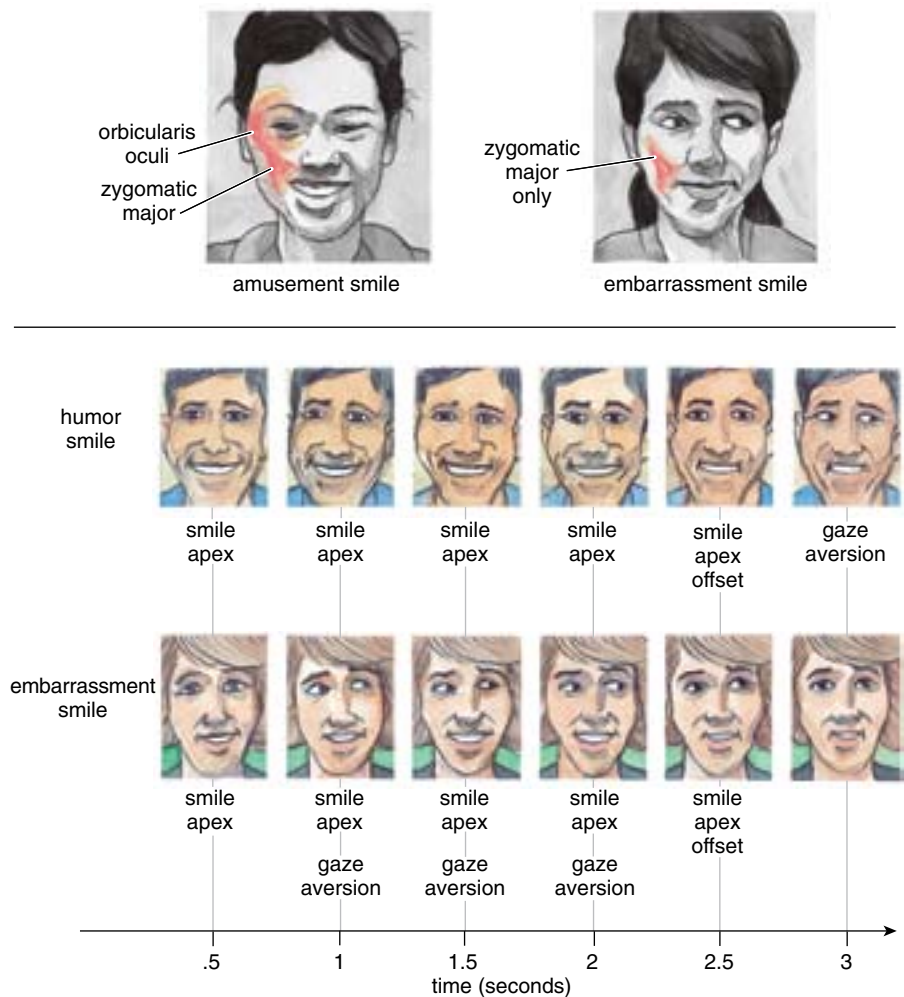 orbicularis
oculi
zygomatic
major
zygomatic
major
only
amusement smile
embarrassment smile
humor
smile
smile
apex
smile
apex
smile
apex
smile
apex
smile
apex
offset
gaze
aversion
embarrassment
smile
smile
apex
smile
apex
gaze
aversion
smile
apex
gaze
aversion
smile
apex
gaze
aversion
smile
apex
offset
.5
1
1.5
2
2.5
3
time (seconds)